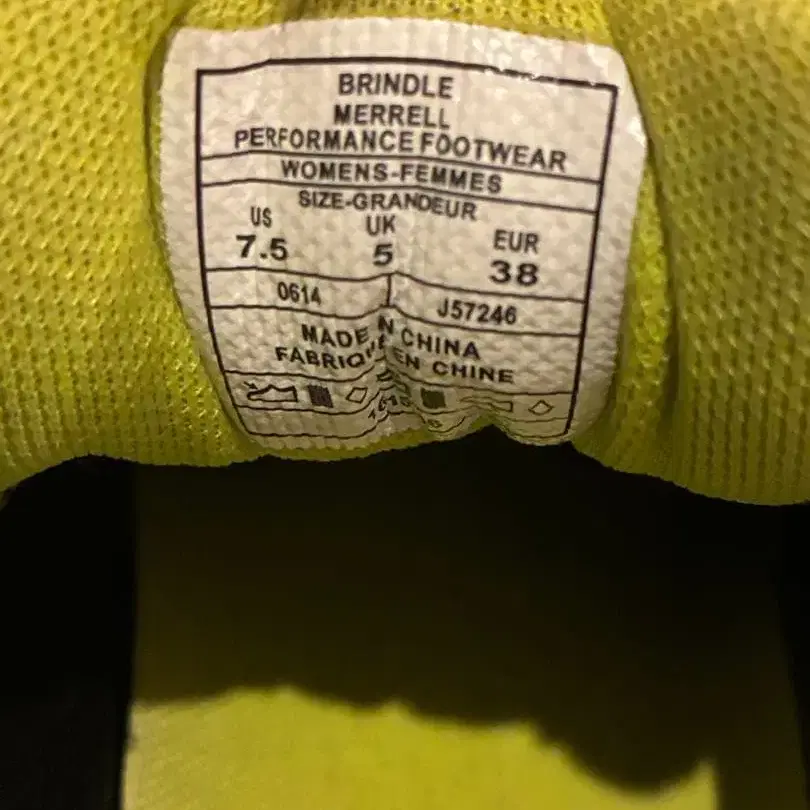 BRINDLE
MERRELL
PERFORMANCE FOOTWEAR
WOMENS-FEMMES
SIZE-GRANDEUR
US UK EUR
7.5 5 38
0614 J57246
MADE IN CHINA
FABRIQUE EN CHINE